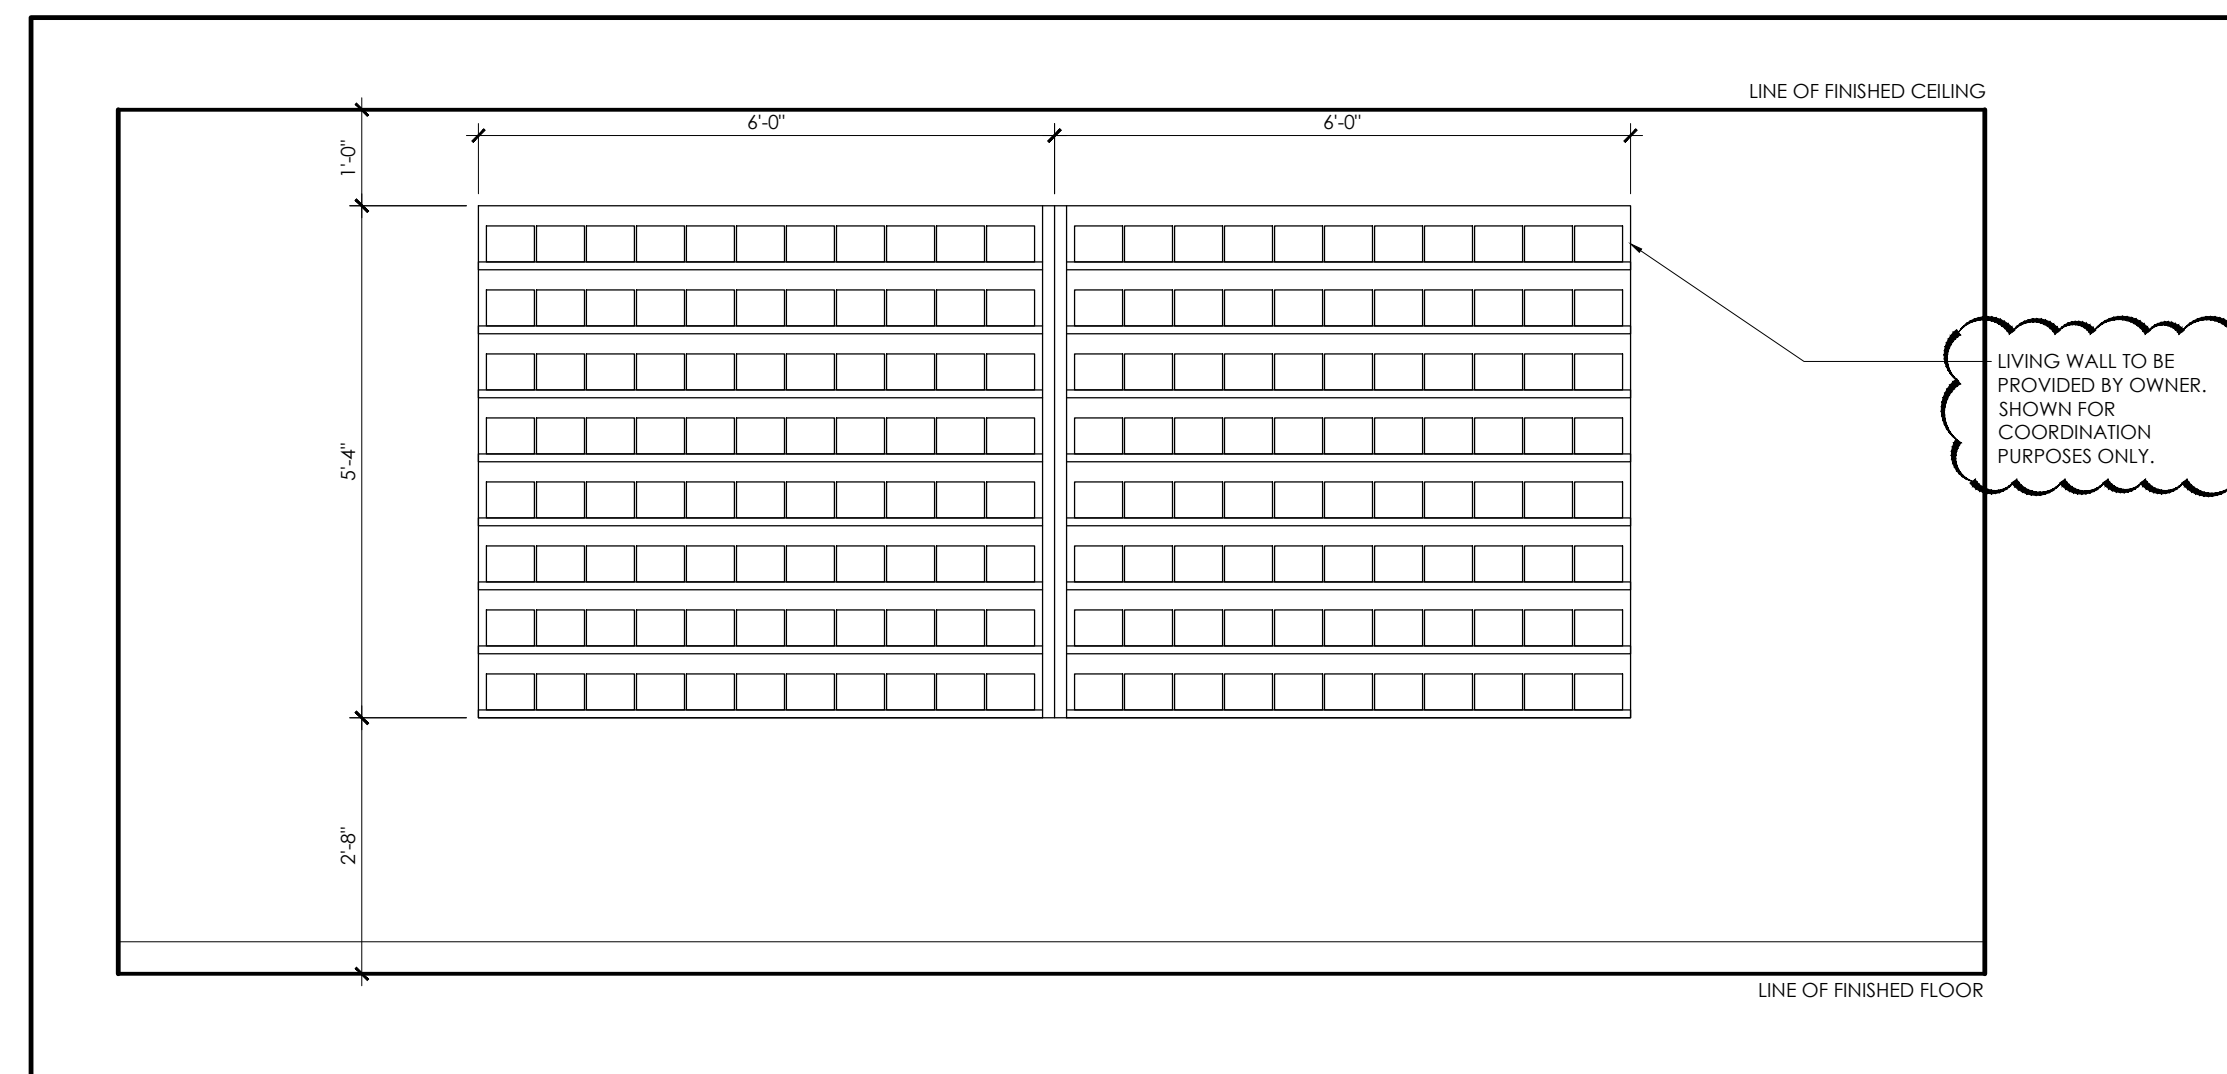 LINE OF FINISHED CEILING
6'-0"
6'-0"
1'-0"
LIVING WALL TO BE
PROVIDED BY OWNER.
SHOWN FOR
COORDINATION
PURPOSES ONLY.
5'-4"
2'-8"
LINE OF FINISHED FLOOR